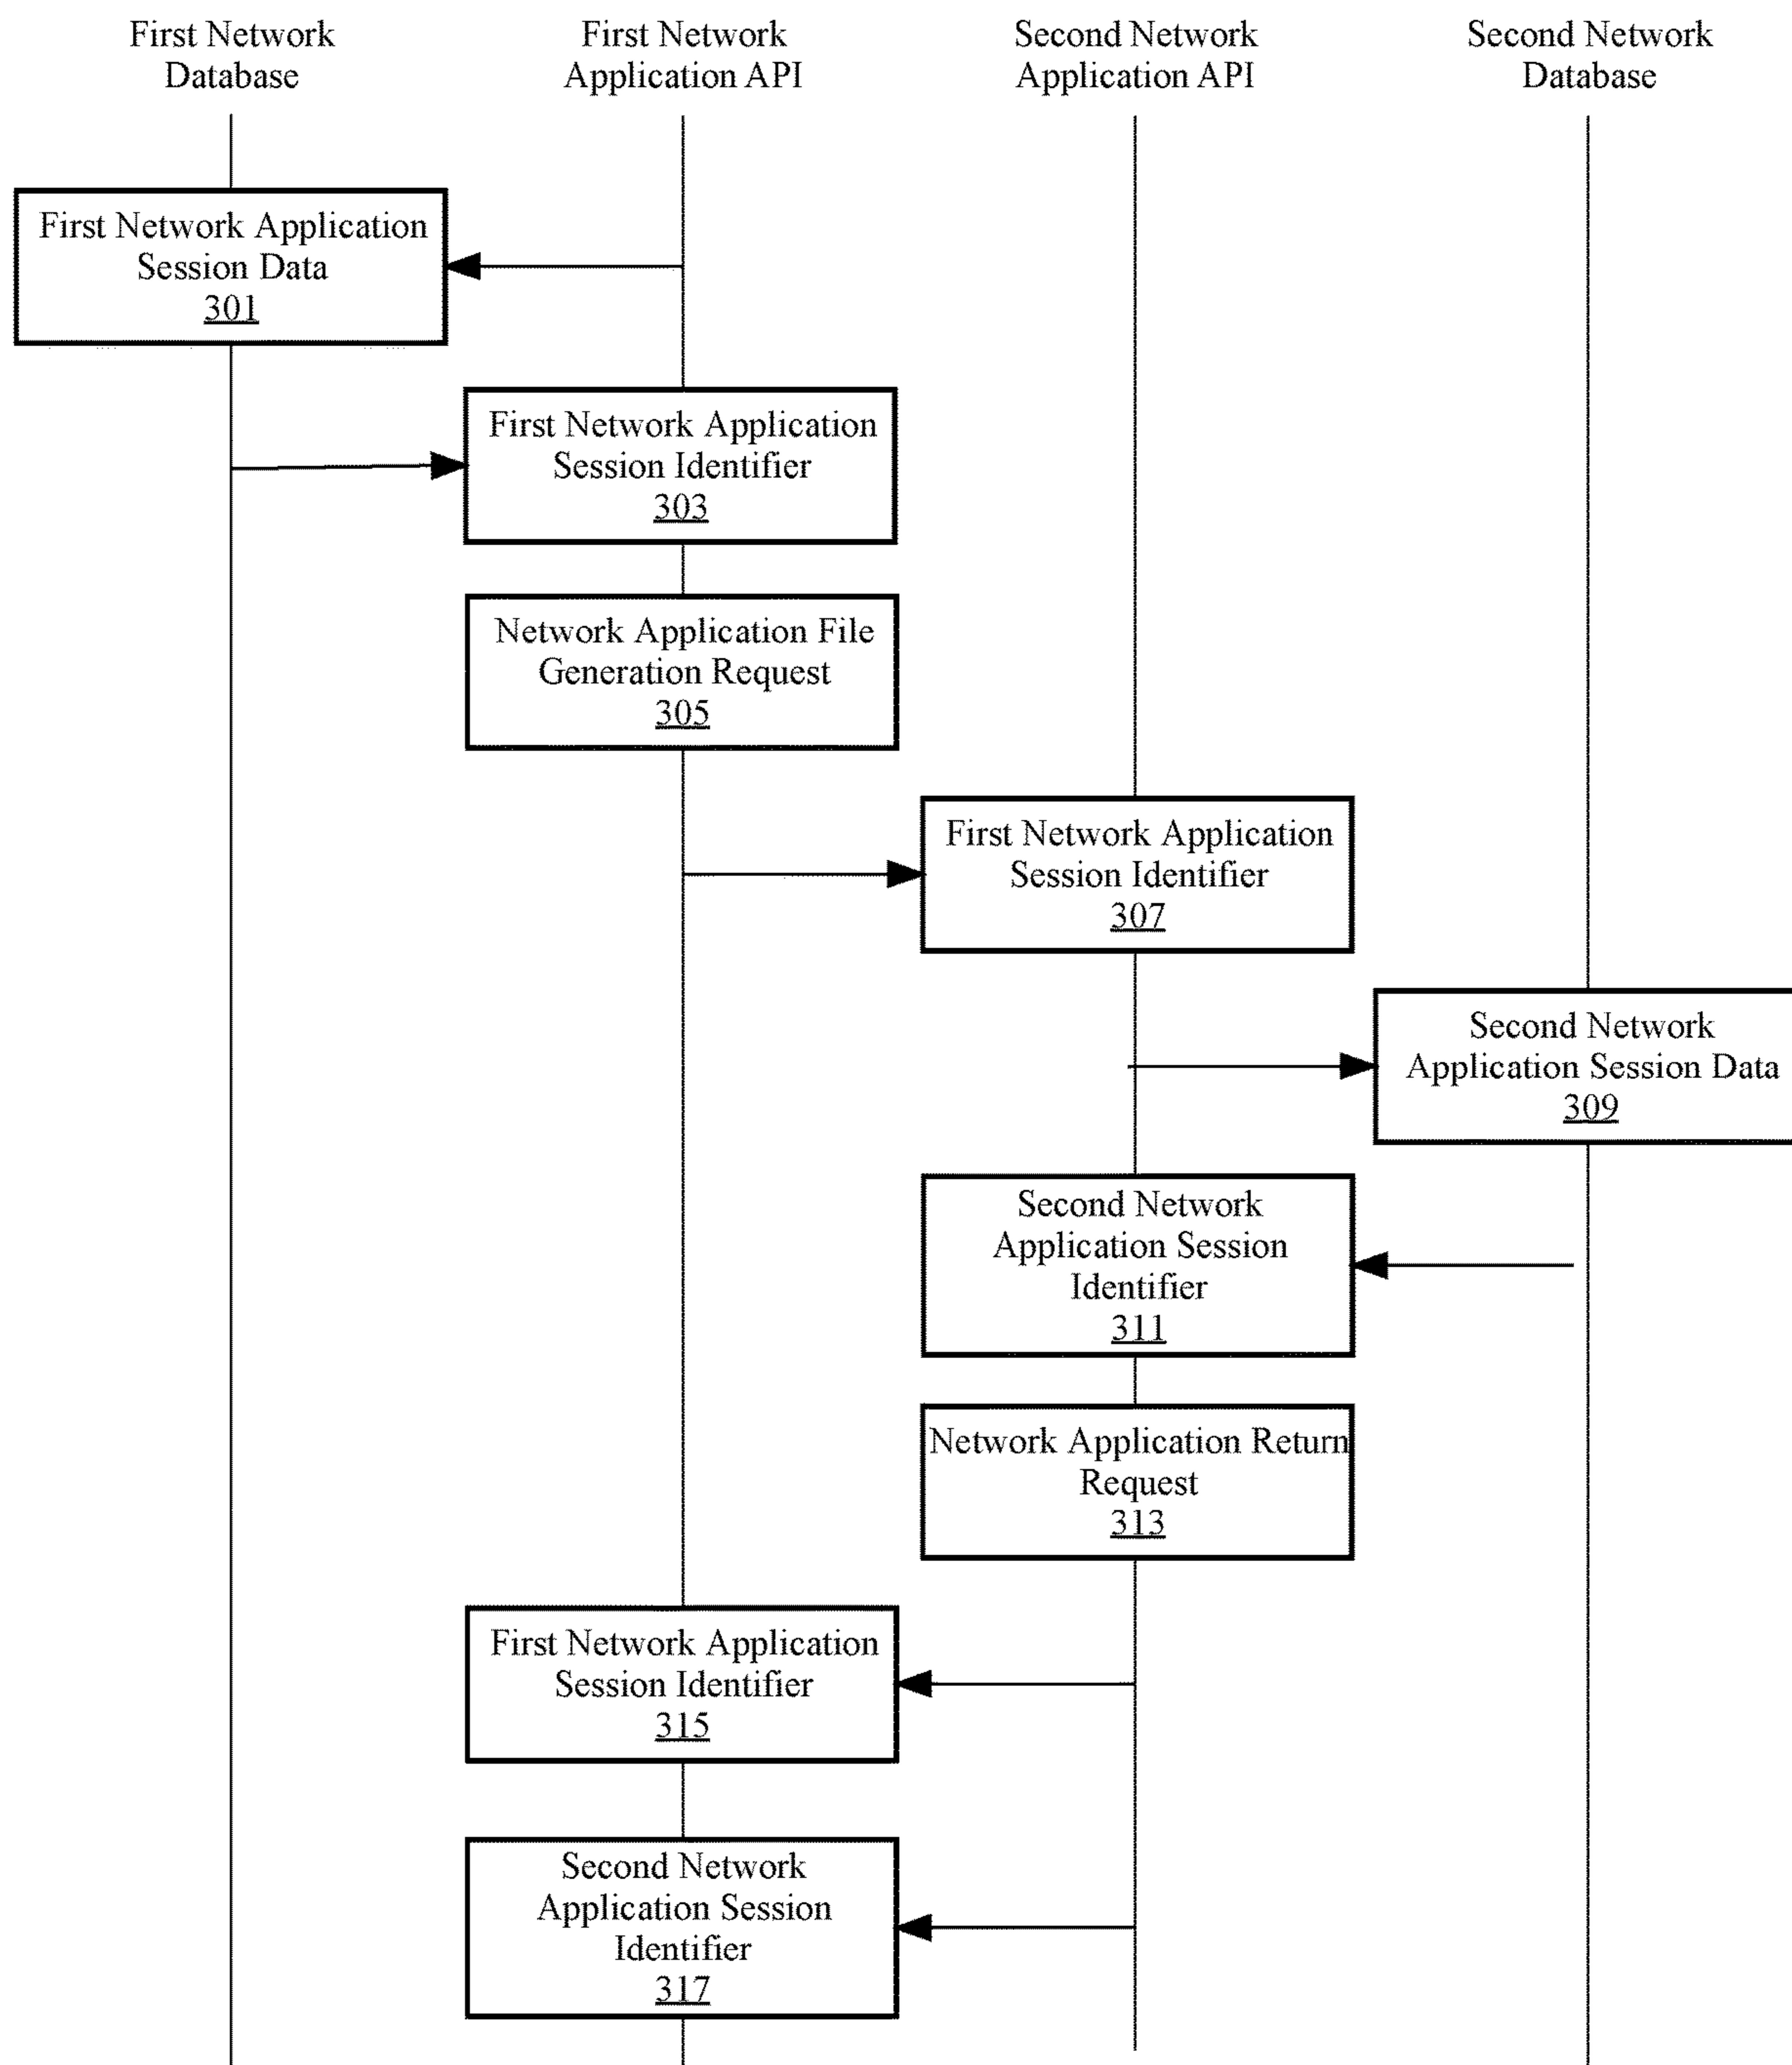 First Network
Database
First Network
Application API
Second Network
Application API
Second Network
Database
First Network Application
Session Data
301
First Network Application
Session Identifier
303
Network Application File
Generation Request
305
First Network Application
Session Identifier
307
Second Network
Application Session Data
309
Second Network
Application Session
Identifier
311
Network Application Return
Request
313
First Network Application
Session Identifier
315
Second Network
Application Session
Identifier
317